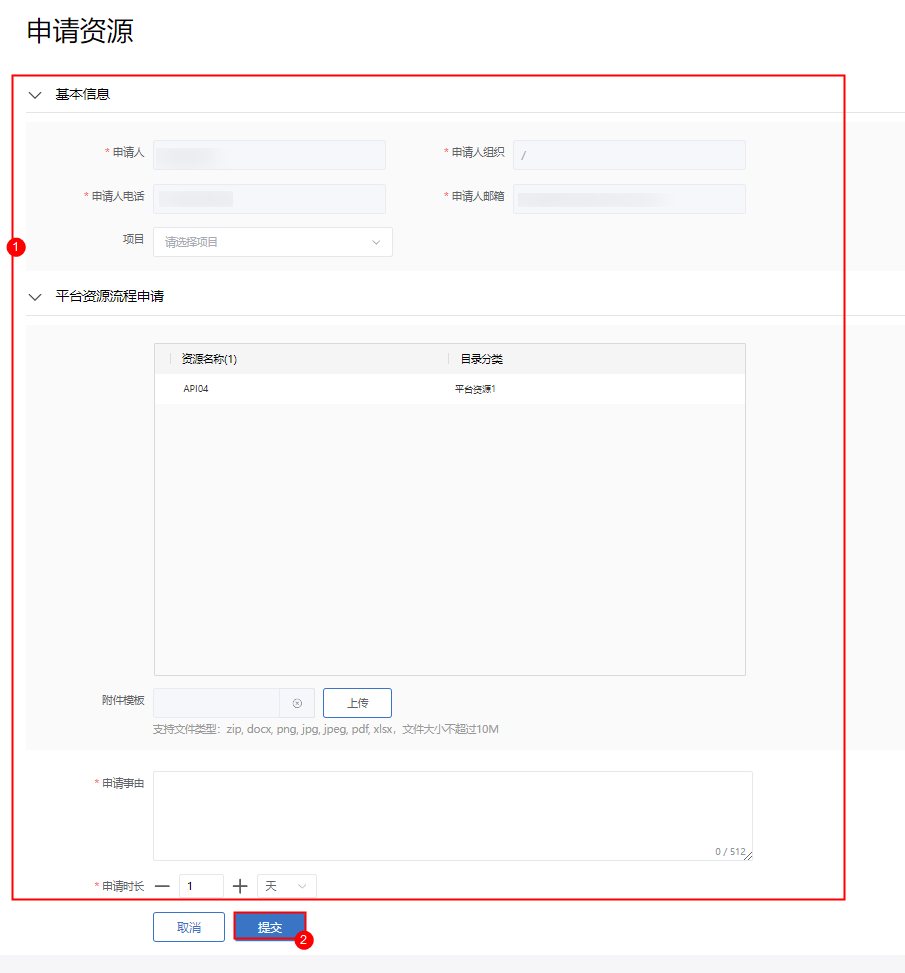 申请资源
基本信息
* 申请人
* 申请人组织 /
* 申请人电话
* 申请人邮箱
1
项目 请选择项目
平台资源流程申请
资源名称(1) 目录分类
API04 平台资源1
附件模板 上传
支持文件类型：zip, docx, png, jpg, jpeg, pdf, xlsx，文件大小不超过10M
* 申请事由
0 / 512
* 申请时长 1 天
取消 提交
2